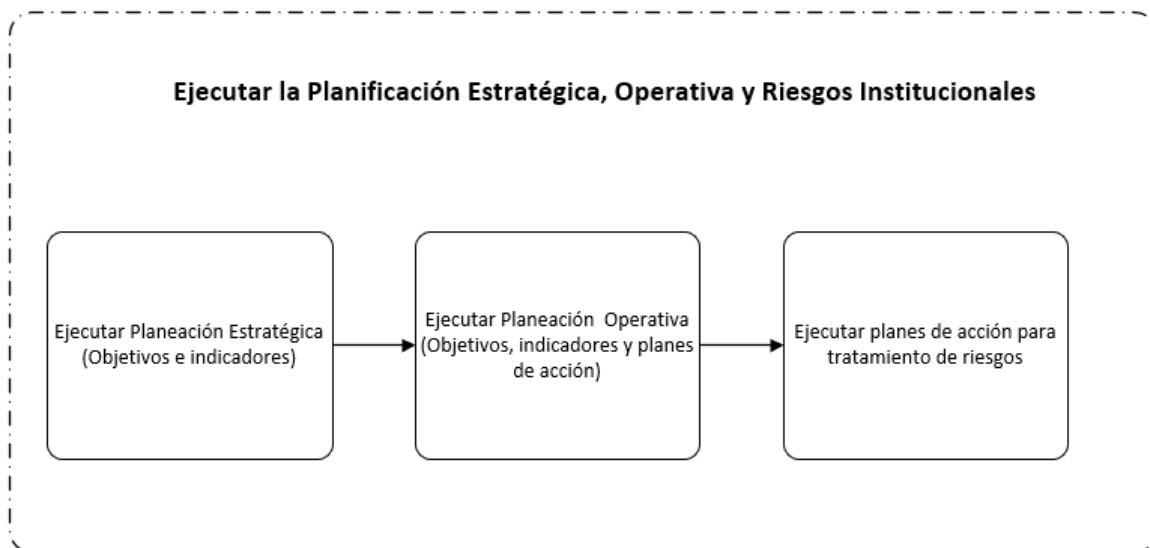 Ejecutar la Planificación Estratégica, Operativa y Riesgos Institucionales
Ejecutar Planeación Estratégica
(Objetivos e indicadores)
Ejecutar Planeación  Operativa
(Objetivos, indicadores y planes
de acción)
Ejecutar planes de acción para
tratamiento de riesgos